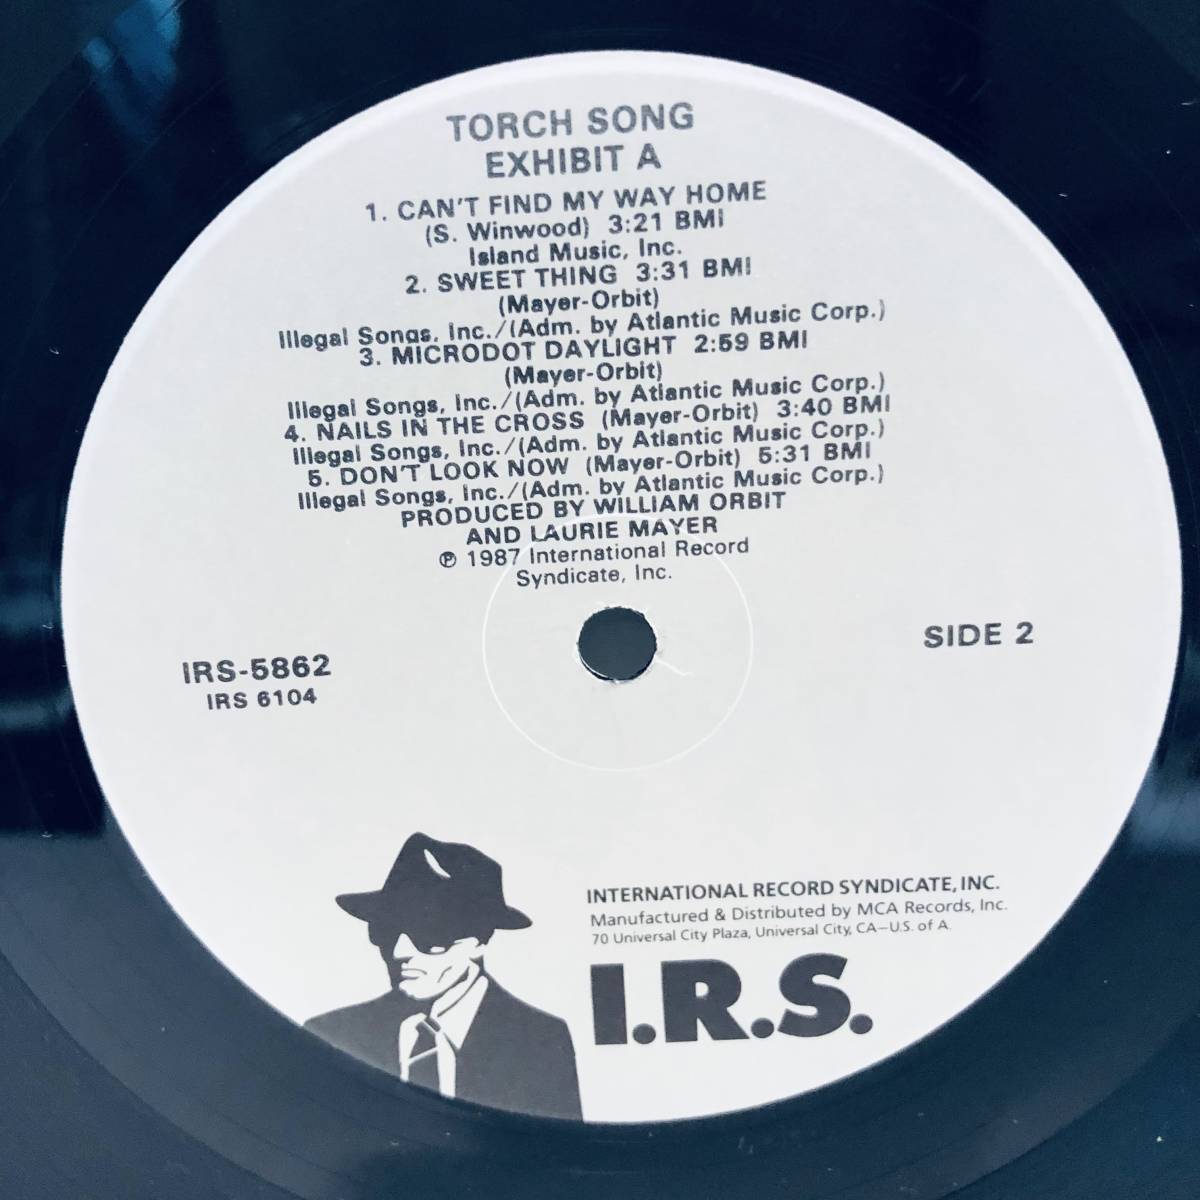 TORCH SONG
EXHIBIT A
1. CAN'T FIND MY WAY HOME
(S. Winwood) 3:21 BMI
Island Music, Inc.
2. SWEET THING 3:31 BMI
(Mayer-Orbit)
Illegal Songs, Inc./(Adm. by Atlantic Music Corp.)
3. MICRODOT DAYLIGHT 2:59 BMI
(Mayer-Orbit)
Illegal Songs, Inc./(Adm. by Atlantic Music Corp.)
4. NAILS IN THE CROSS (Mayer-Orbit) 3:40 BMI
Illegal Songs, Inc./(Adm. by Atlantic Music Corp.)
5. DON'T LOOK NOW (Mayer-Orbit) 5:31 BMI
Illegal Songs, Inc./(Adm. by Atlantic Music Corp.)
PRODUCED BY WILLIAM ORBIT
AND LAURIE MAYER
℗ 1987 International Record
Syndicate, Inc.
SIDE 2
IRS-5862
IRS 6104
INTERNATIONAL RECORD SYNDICATE, INC.
Manufactured & Distributed by MCA Records, Inc.
70 Universal City Plaza, Universal City, CA–U.S. of A.
I.R.S.